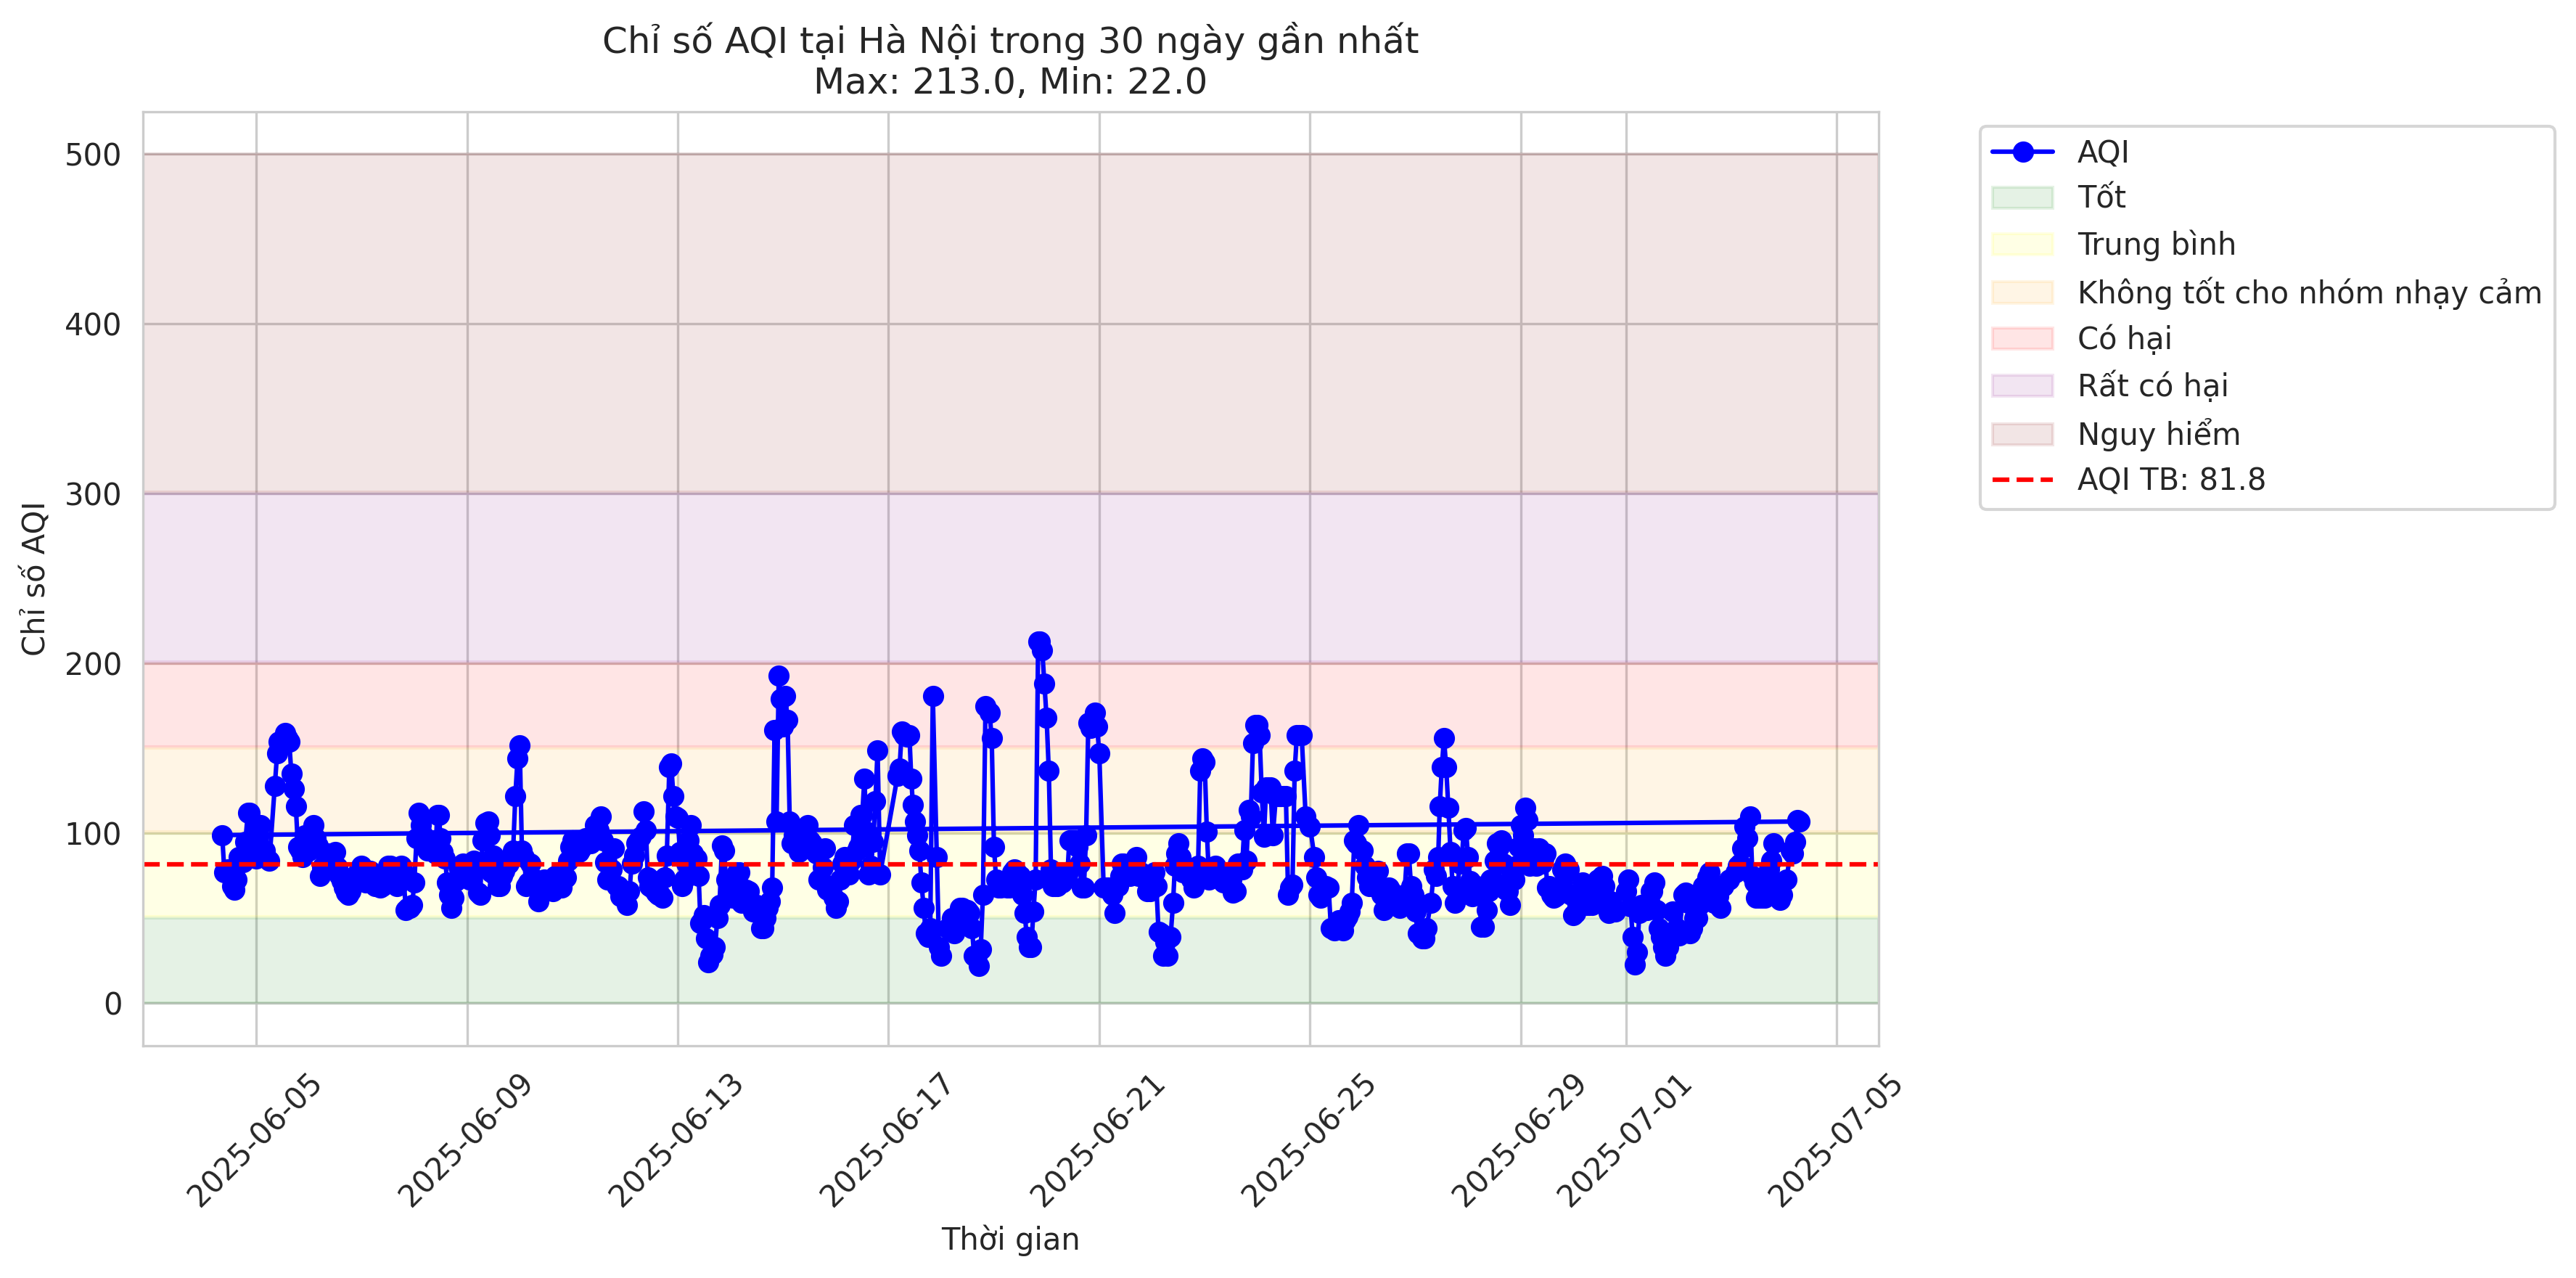 Chỉ số AQI tại Hà Nội trong 30 ngày gần nhất
Max: 213.0, Min: 22.0
Chỉ số AQI
500
400
300
200
100
0
2025-06-05
2025-06-09
2025-06-13
2025-06-17
2025-06-21
2025-06-25
2025-06-29
2025-07-01
2025-07-05
Thời gian
AQI
Tốt
Trung bình
Không tốt cho nhóm nhạy cảm
Có hại
Rất có hại
Nguy hiểm
AQI TB: 81.8